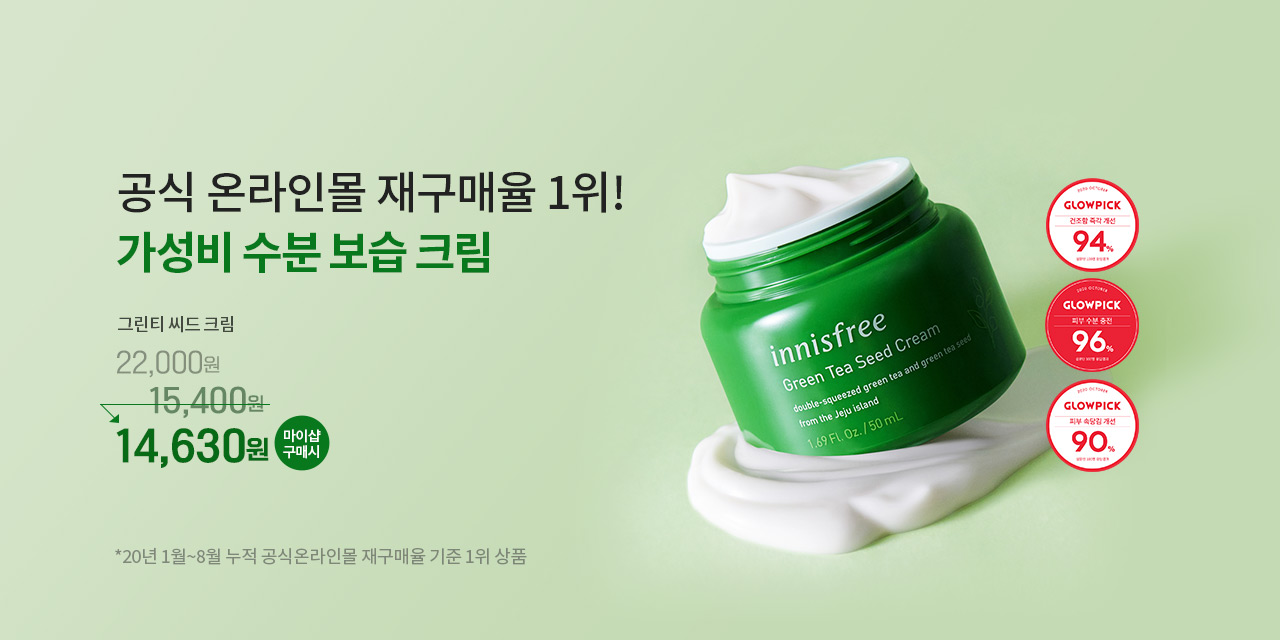 공식 온라인몰 재구매율 1위!
가성비 수분 보습 크림
그린티 씨드 크림
22,000원
15,400원
14,630원
마이샵
구매시
*20년 1월~8월 누적 공식온라인몰 재구매율 기준 1위 상품
innisfree
Green Tea Seed Cream
double-squeezed green tea and green tea seed
from the Jeju island
1.69 Fl. Oz. / 50 mL
2020 OCTOBER
GLOWPICK
건조함 즉각 개선
94%
2020 OCTOBER
GLOWPICK
피부 수분 충전
96%
2020 OCTOBER
GLOWPICK
피부 속당김 개선
90%